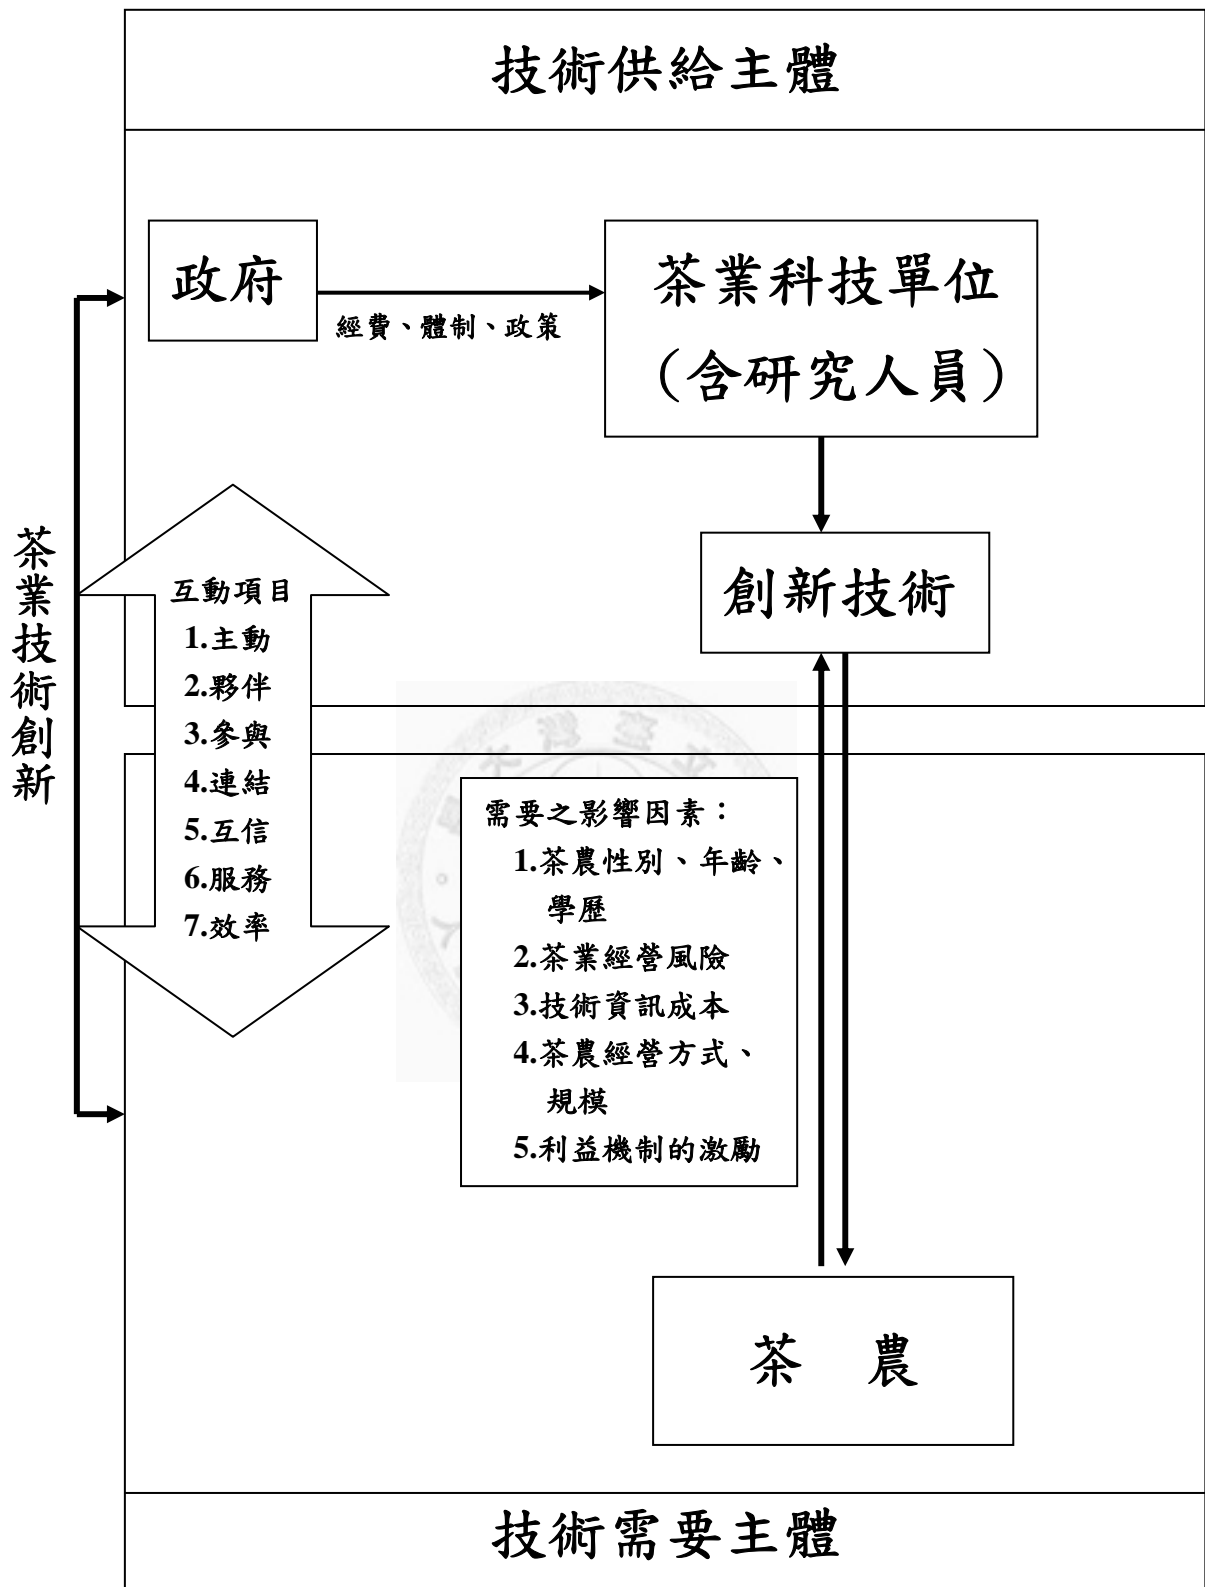 技術供給主體
政府
經費、體制、政策
茶業科技單位
（含研究人員）
創新技術
茶業技術創新
互動項目
1.主動
2.夥伴
3.參與
4.連結
5.互信
6.服務
7.效率
需要之影響因素：
1.茶農性別、年齡、
學歷
2.茶業經營風險
3.技術資訊成本
4.茶農經營方式、
規模
5.利益機制的激勵
茶 農
技術需要主體